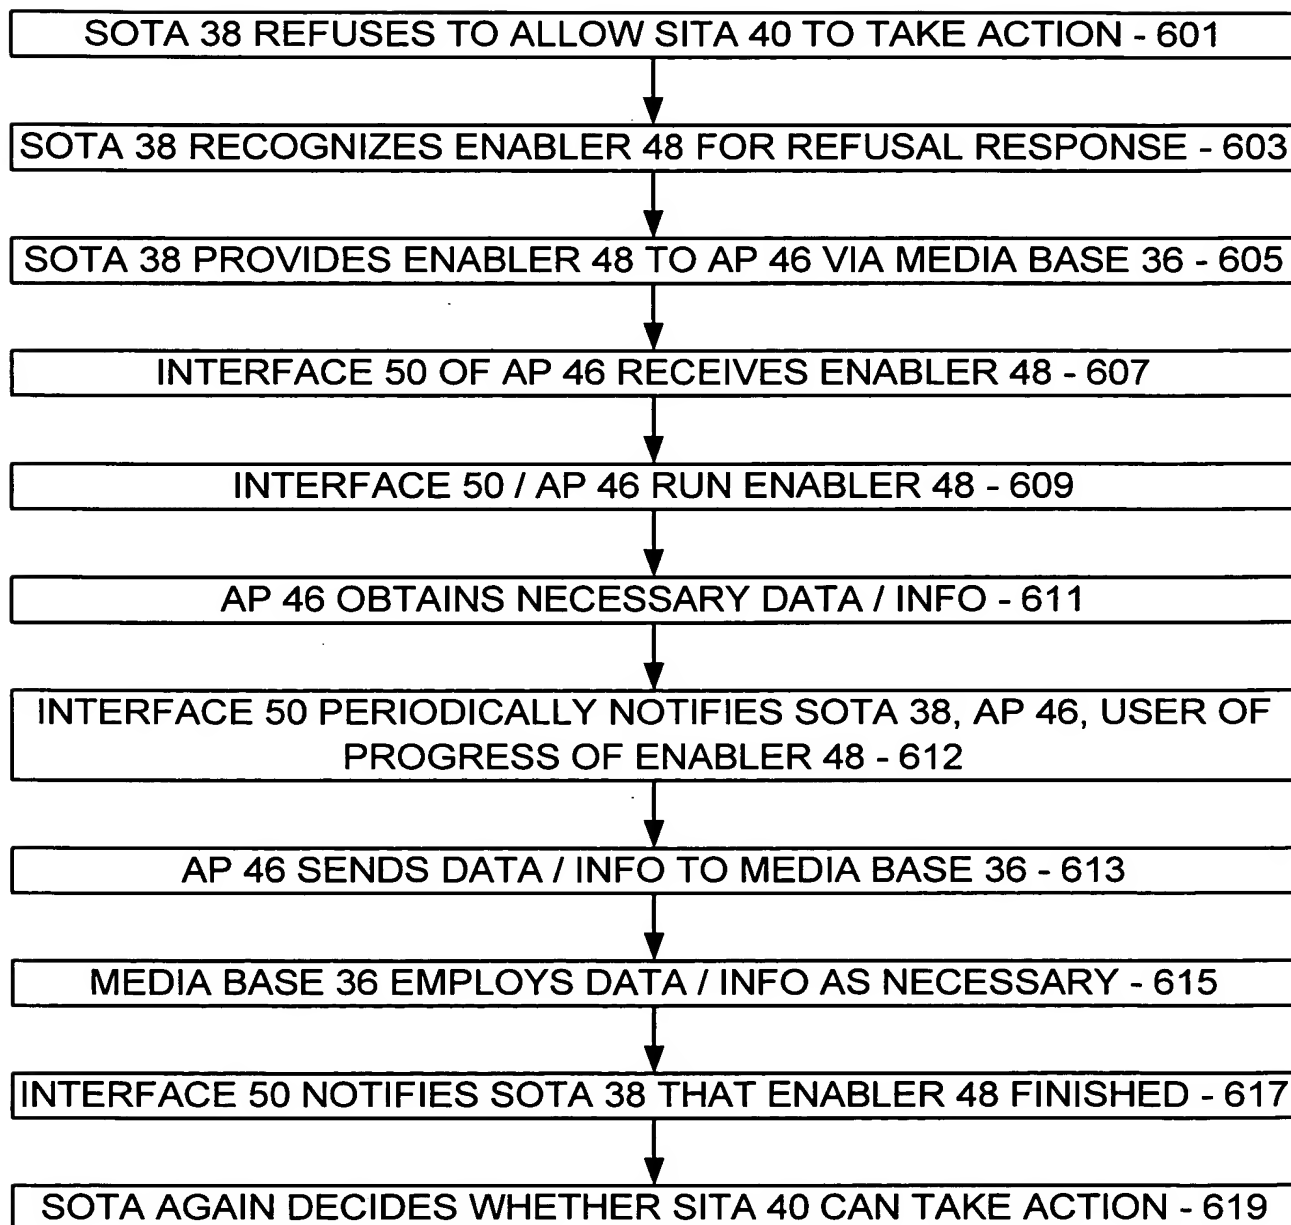 SOTA 38 REFUSES TO ALLOW SITA 40 TO TAKE ACTION - 601
SOTA 38 RECOGNIZES ENABLER 48 FOR REFUSAL RESPONSE - 603
SOTA 38 PROVIDES ENABLER 48 TO AP 46 VIA MEDIA BASE 36 - 605
INTERFACE 50 OF AP 46 RECEIVES ENABLER 48 - 607
INTERFACE 50 / AP 46 RUN ENABLER 48 - 609
AP 46 OBTAINS NECESSARY DATA / INFO - 611
INTERFACE 50 PERIODICALLY NOTIFIES SOTA 38, AP 46, USER OF
PROGRESS OF ENABLER 48 - 612
AP 46 SENDS DATA / INFO TO MEDIA BASE 36 - 613
MEDIA BASE 36 EMPLOYS DATA / INFO AS NECESSARY - 615
INTERFACE 50 NOTIFIES SOTA 38 THAT ENABLER 48 FINISHED - 617
SOTA AGAIN DECIDES WHETHER SITA 40 CAN TAKE ACTION - 619